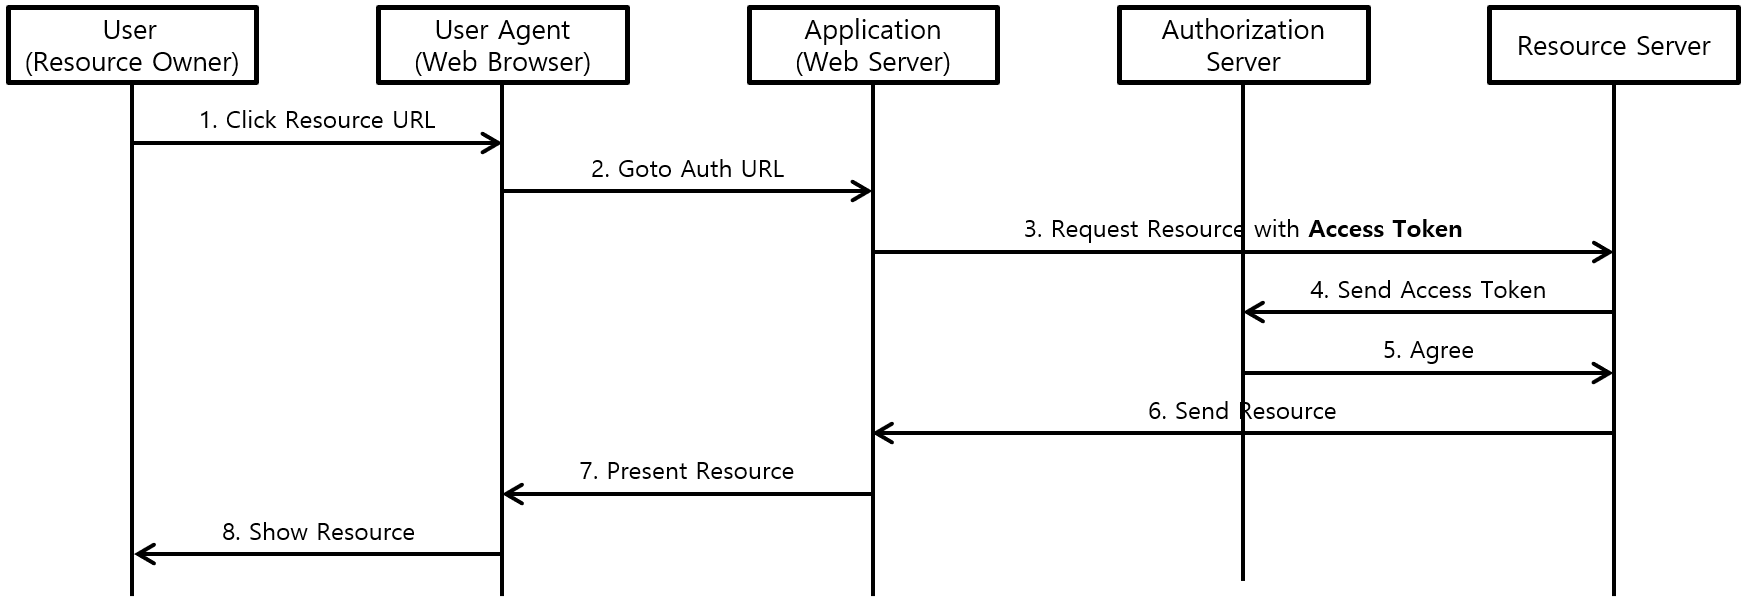 User
(Resource Owner)
User Agent
(Web Browser)
Application
(Web Server)
Authorization
Server
Resource Server
1. Click Resource URL
2. Goto Auth URL
3. Request Resource with Access Token
4. Send Access Token
5. Agree
6. Send Resource
7. Present Resource
8. Show Resource